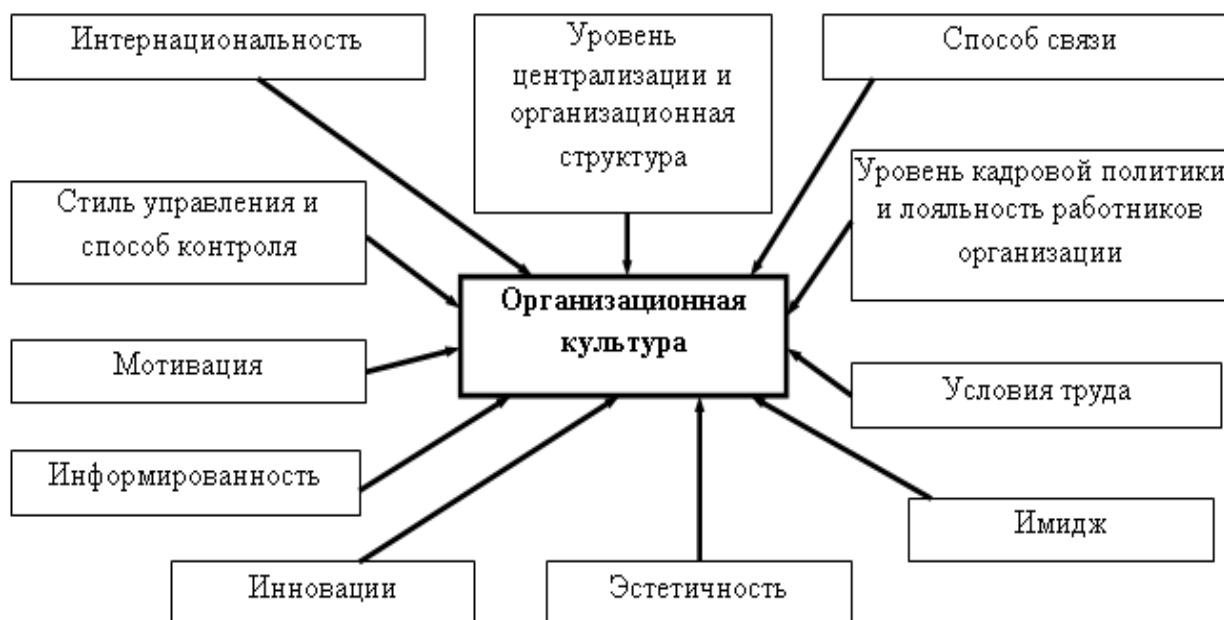 Интернациональность
Уровень
централизации и
организационная
структура
Способ связи
Стиль управления и
способ контроля
Уровень кадровой политики
и лояльность работников
организации
Организационная
культура
Мотивация
Условия труда
Информированность
Имидж
Инновации
Эстетичность